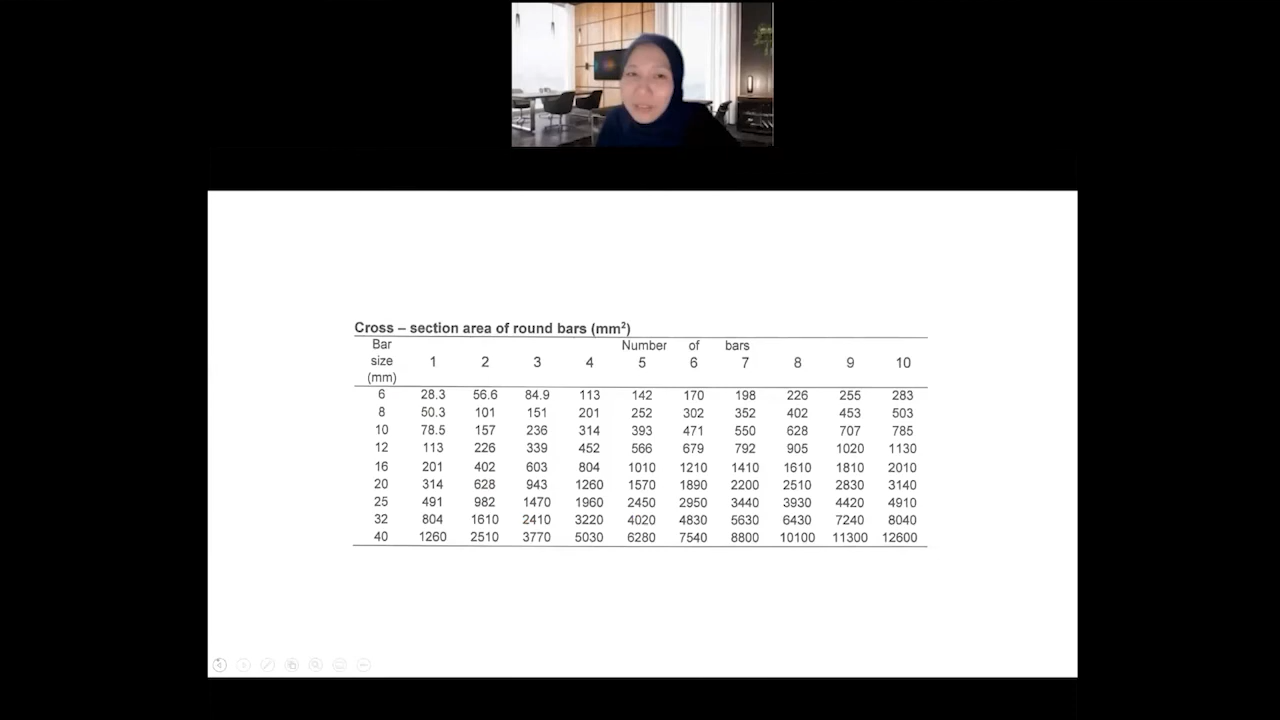 Cross – section area of round bars (mm²)
Bar Number of bars
size 1 2 3 4 5 6 7 8 9 10
(mm)
6 28.3 56.6 84.9 113 142 170 198 226 255 283
8 50.3 101 151 201 252 302 352 402 453 503
10 78.5 157 236 314 393 471 550 628 707 785
12 113 226 339 452 566 679 792 905 1020 1130
16 201 402 603 804 1010 1210 1410 1610 1810 2010
20 314 628 943 1260 1570 1890 2200 2510 2830 3140
25 491 982 1470 1960 2450 2950 3440 3930 4420 4910
32 804 1610 2410 3220 4020 4830 5630 6430 7240 8040
40 1260 2510 3770 5030 6280 7540 8800 10100 11300 12600